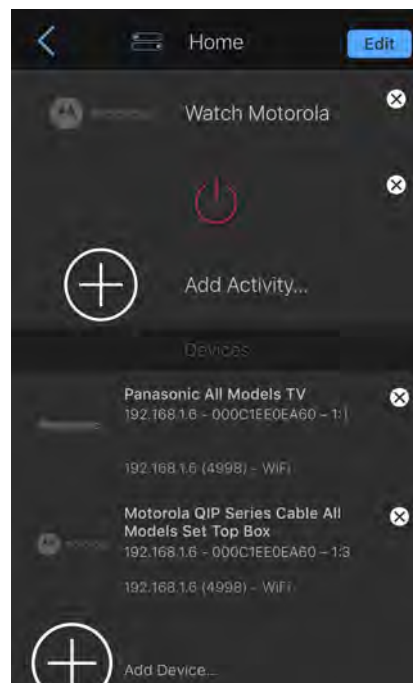 Home
Edit
Watch Motorola
Add Activity...
Devices
Panasonic All Models TV
192.168.1.6 - 000C1EE0EA60 – 1:1
192.168.1.6 (4998) – WiFi
Motorola QIP Series Cable All
Models Set Top Box
192.168.1.6 - 000C1EE0EA60 – 1:3
192.168.1.6 (4998) – WiFi
Add Device...